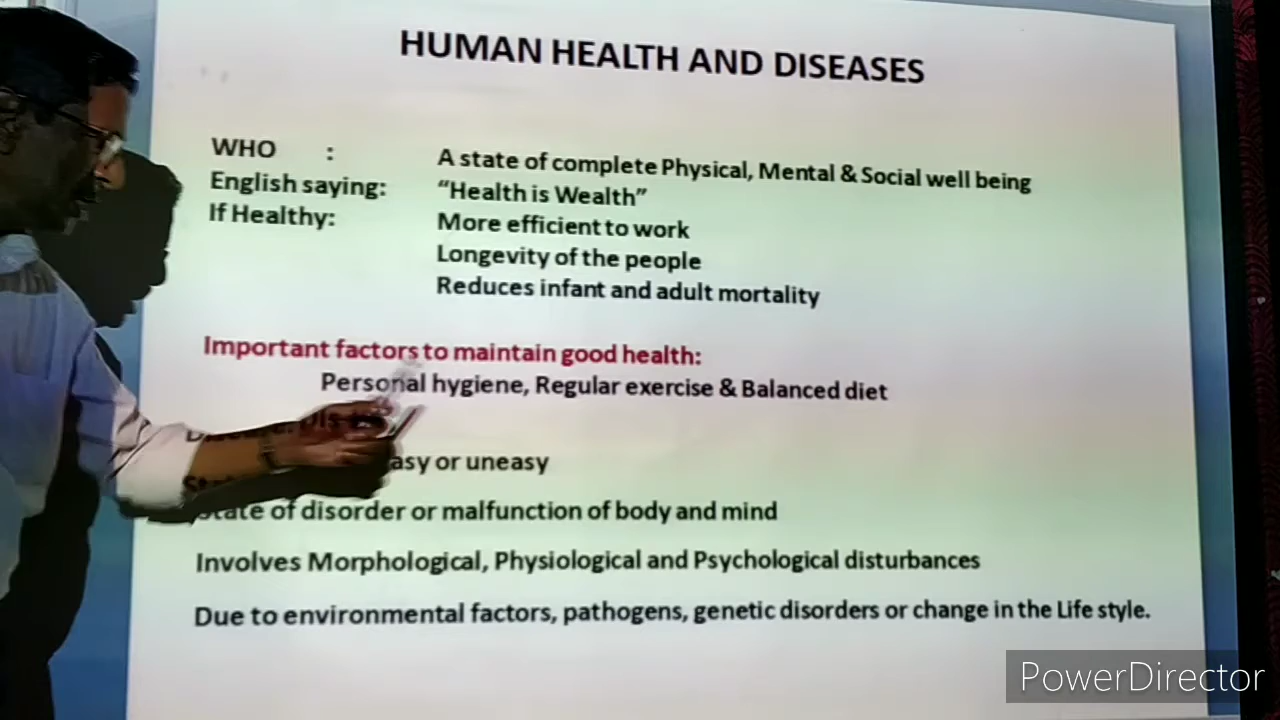 HUMAN HEALTH AND DISEASES
WHO : A state of complete Physical, Mental & Social well being
English saying: “Health is Wealth”
If Healthy: More efficient to work
Longevity of the people
Reduces infant and adult mortality
Important factors to maintain good health:
Personal hygiene, Regular exercise & Balanced diet
or uneasy
State of disorder or malfunction of body and mind
Involves Morphological, Physiological and Psychological disturbances
Due to environmental factors, pathogens, genetic disorders or change in the Life style.
PowerDirector